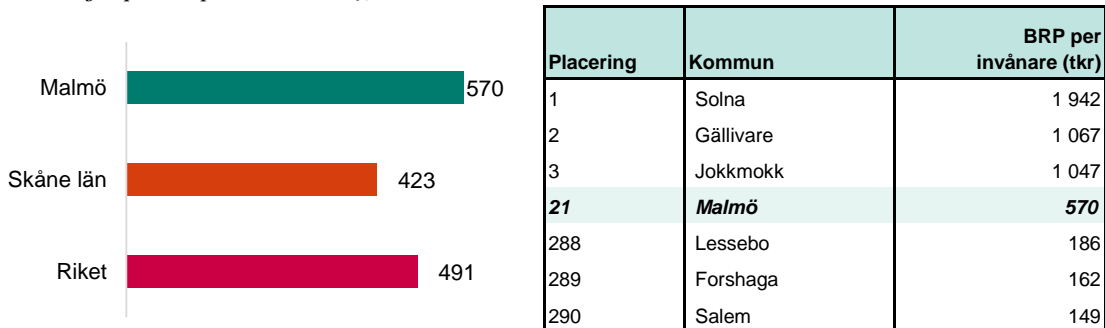 Malmö 570
Skåne län 423
Riket 491
Placering Kommun BRP per invånare (tkr)
1 Solna 1 942
2 Gällivare 1 067
3 Jokkmokk 1 047
21 Malmö 570
288 Lessebo 186
289 Forshaga 162
290 Salem 149